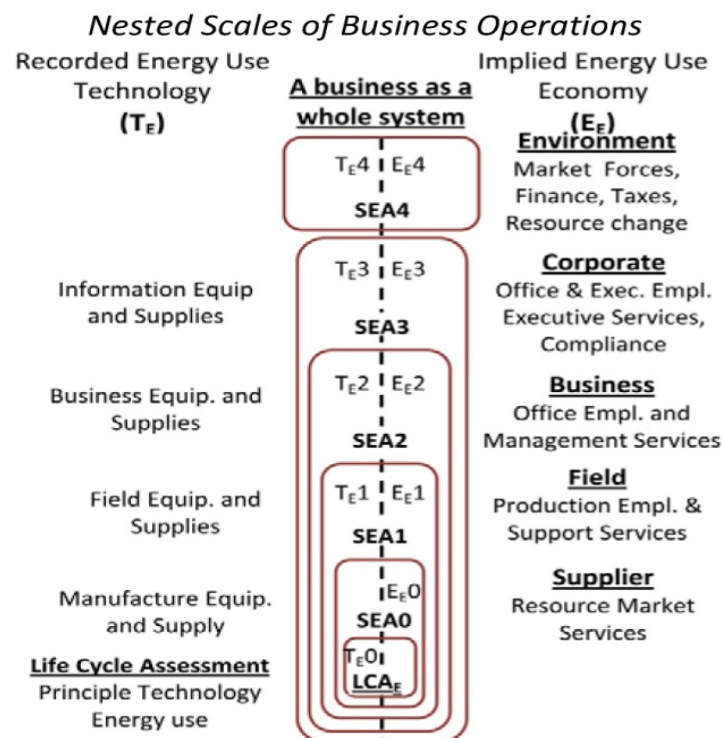 Nested Scales of Business Operations
Recorded Energy Use
Technology
(TE)
A business as a
whole system
Implied Energy Use
Economy
(EE)
Environment
Market Forces,
Finance, Taxes,
Resource change
TE4 EE4
SEA4
Information Equip
and Supplies
TE3 EE3
SEA3
Corporate
Office & Exec. Empl.
Executive Services,
Compliance
Business Equip. and
Supplies
TE2 EE2
SEA2
Business
Office Empl. and
Management Services
Field Equip. and
Supplies
TE1 EE1
SEA1
Field
Production Empl. &
Support Services
Manufacture Equip.
and Supply
EE0
SEA0
Supplier
Resource Market
Services
Life Cycle Assessment
Principle Technology
Energy use
TE0
LCAE